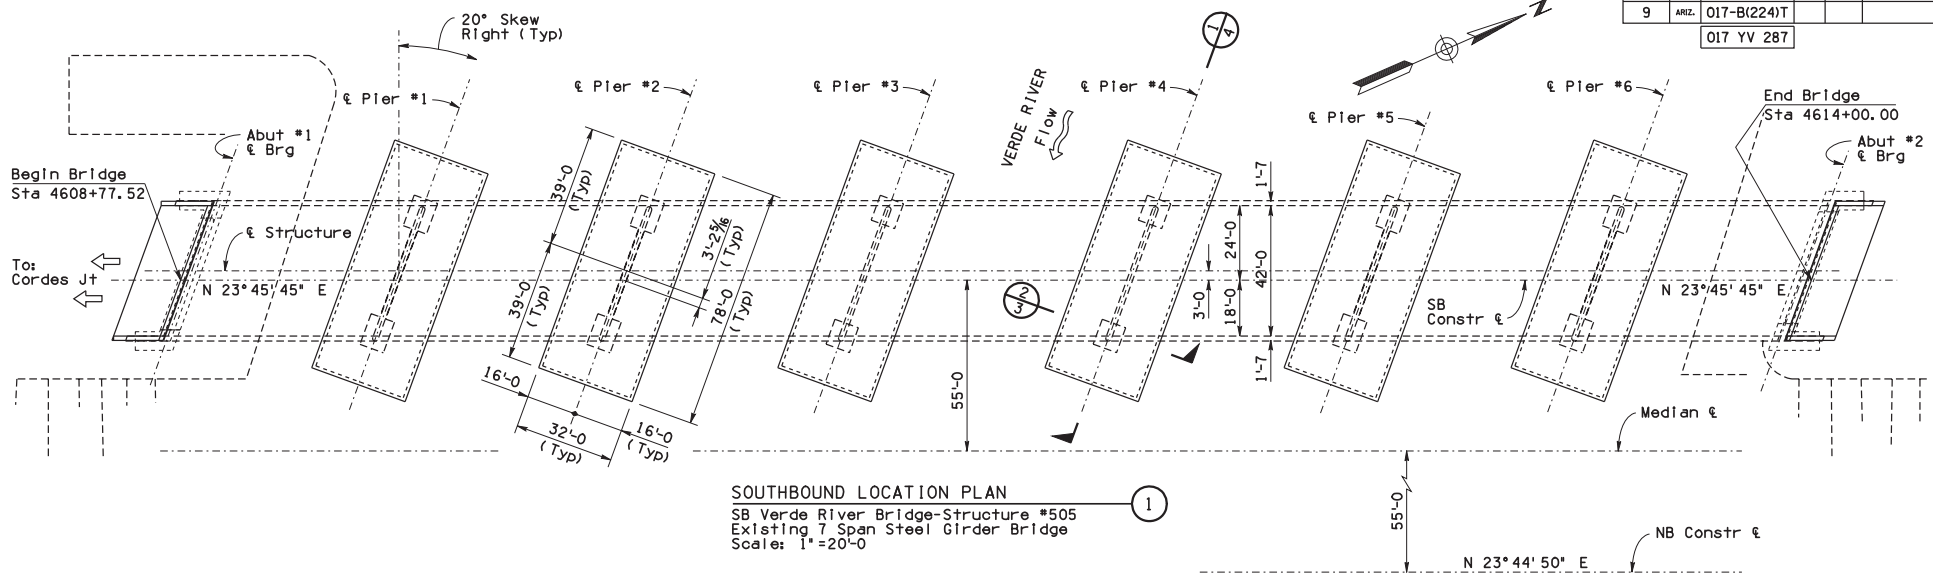 9 ARIZ. 017-B(224)T
017 YV 287
20° Skew
Right (Typ)
1
4
N
℄ Pier #1
℄ Pier #2
℄ Pier #3
℄ Pier #4
℄ Pier #5
℄ Pier #6
VERDE RIVER
Flow
End Bridge
Sta 4614+00.00
Abut #1
℄ Brg
Abut #2
℄ Brg
Begin Bridge
Sta 4608+77.52
℄ Structure
To:
Cordes Jt
N 23°45'45" E
39'-0
(Typ)
39'-0
(Typ)
3'-2 5/16
(Typ)
78'-0
(Typ)
16'-0
32'-0
(Typ)
16'-0
(Typ)
2
3
1'-7
24'-0
42'-0
3'-0
18'-0
1'-7
55'-0
SB
Constr ℄
N 23°45'45" E
Median ℄
SOUTHBOUND LOCATION PLAN
1
SB Verde River Bridge-Structure #505
Existing 7 Span Steel Girder Bridge
Scale: 1"=20'-0
55'-0
NB Constr ℄
N 23°44'50" E